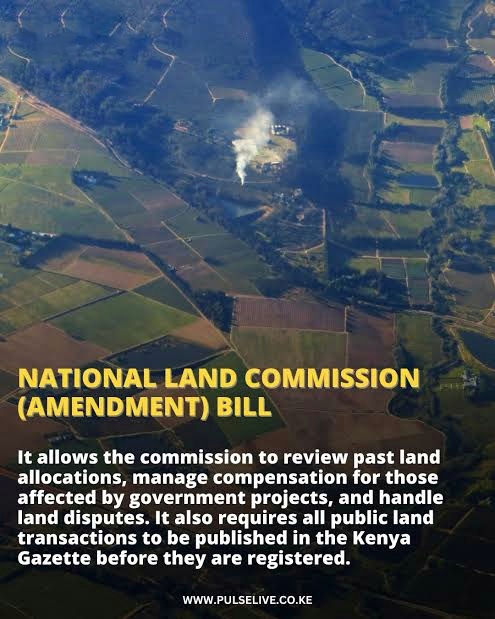 NATIONAL LAND COMMISSION
(AMENDMENT) BILL
It allows the commission to review past land
allocations, manage compensation for those
affected by government projects, and handle
land disputes. It also requires all public land
transactions to be published in the Kenya
Gazette before they are registered.
WWW.PULSELIVE.CO.KE